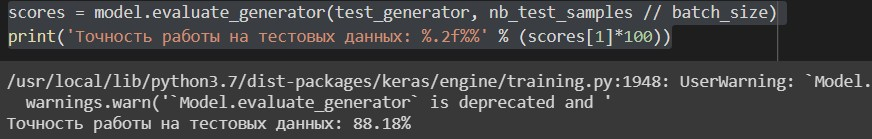 scores = model.evaluate_generator(test_generator, nb_test_samples // batch_size)
print('Точность работы на тестовых данных: %.2f%%' % (scores[1]*100))
/usr/local/lib/python3.7/dist-packages/keras/engine/training.py:1948: UserWarning: `Model.
warnings.warn('`Model.evaluate_generator` is deprecated and '
Точность работы на тестовых данных: 88.18%